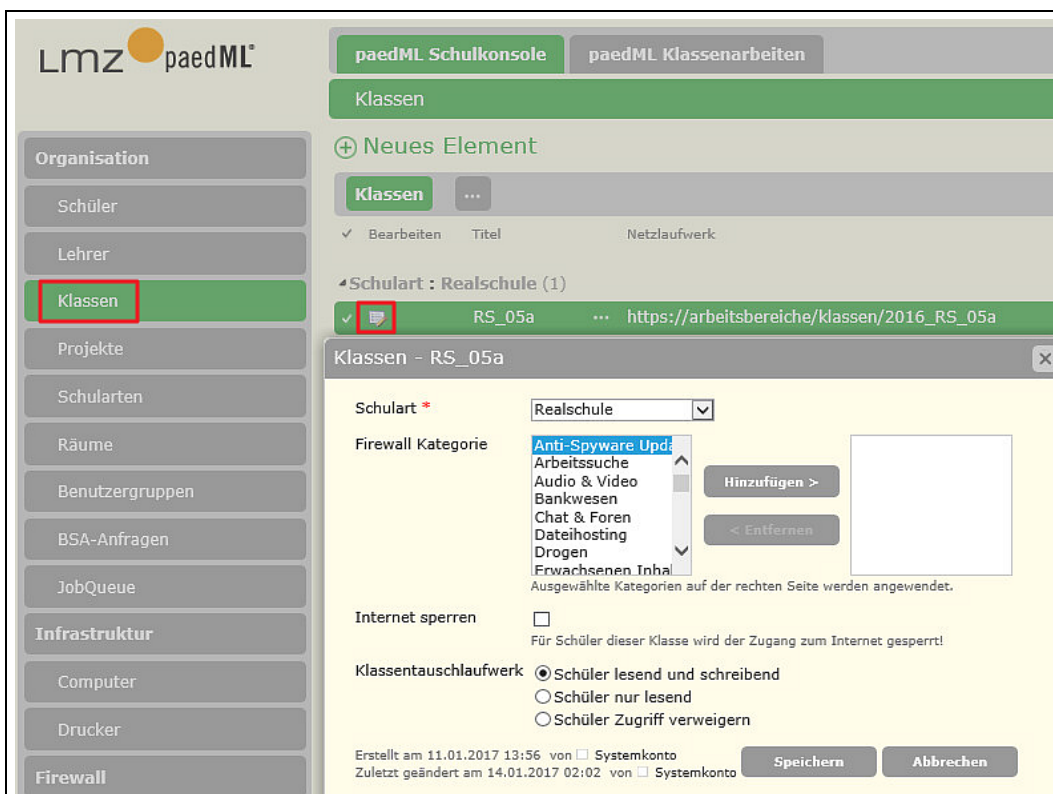 Lmz paedML®
paedML Schulkonsole
paedML Klassenarbeiten
Klassen
Organisation
Schüler
Lehrer
Klassen
Projekte
Schularten
Räume
Benutzergruppen
BSA-Anfragen
JobQueue
Infrastruktur
Computer
Drucker
Firewall
Neues Element
Klassen ...
Bearbeiten Titel Netzlaufwerk
Schulart : Realschule (1)
RS_05a ... https://arbeitsbereiche/klassen/2016_RS_05a
Klassen - RS_05a
Schulart * Realschule
Firewall Kategorie
Anti-Spyware Upda
Arbeitssuche
Audio & Video
Bankwesen
Chat & Foren
Dateihosting
Drogen
Erwachsenen Inhal
Hinzufügen >
< Entfernen
Ausgewählte Kategorien auf der rechten Seite werden angewendet.
Internet sperren
Für Schüler dieser Klasse wird der Zugang zum Internet gesperrt!
Klassentauschlaufwerk
Schüler lesend und schreibend
Schüler nur lesend
Schüler Zugriff verweigern
Erstellt am 11.01.2017 13:56 von Systemkonto
Zuletzt geändert am 14.01.2017 02:02 von Systemkonto
Speichern
Abbrechen